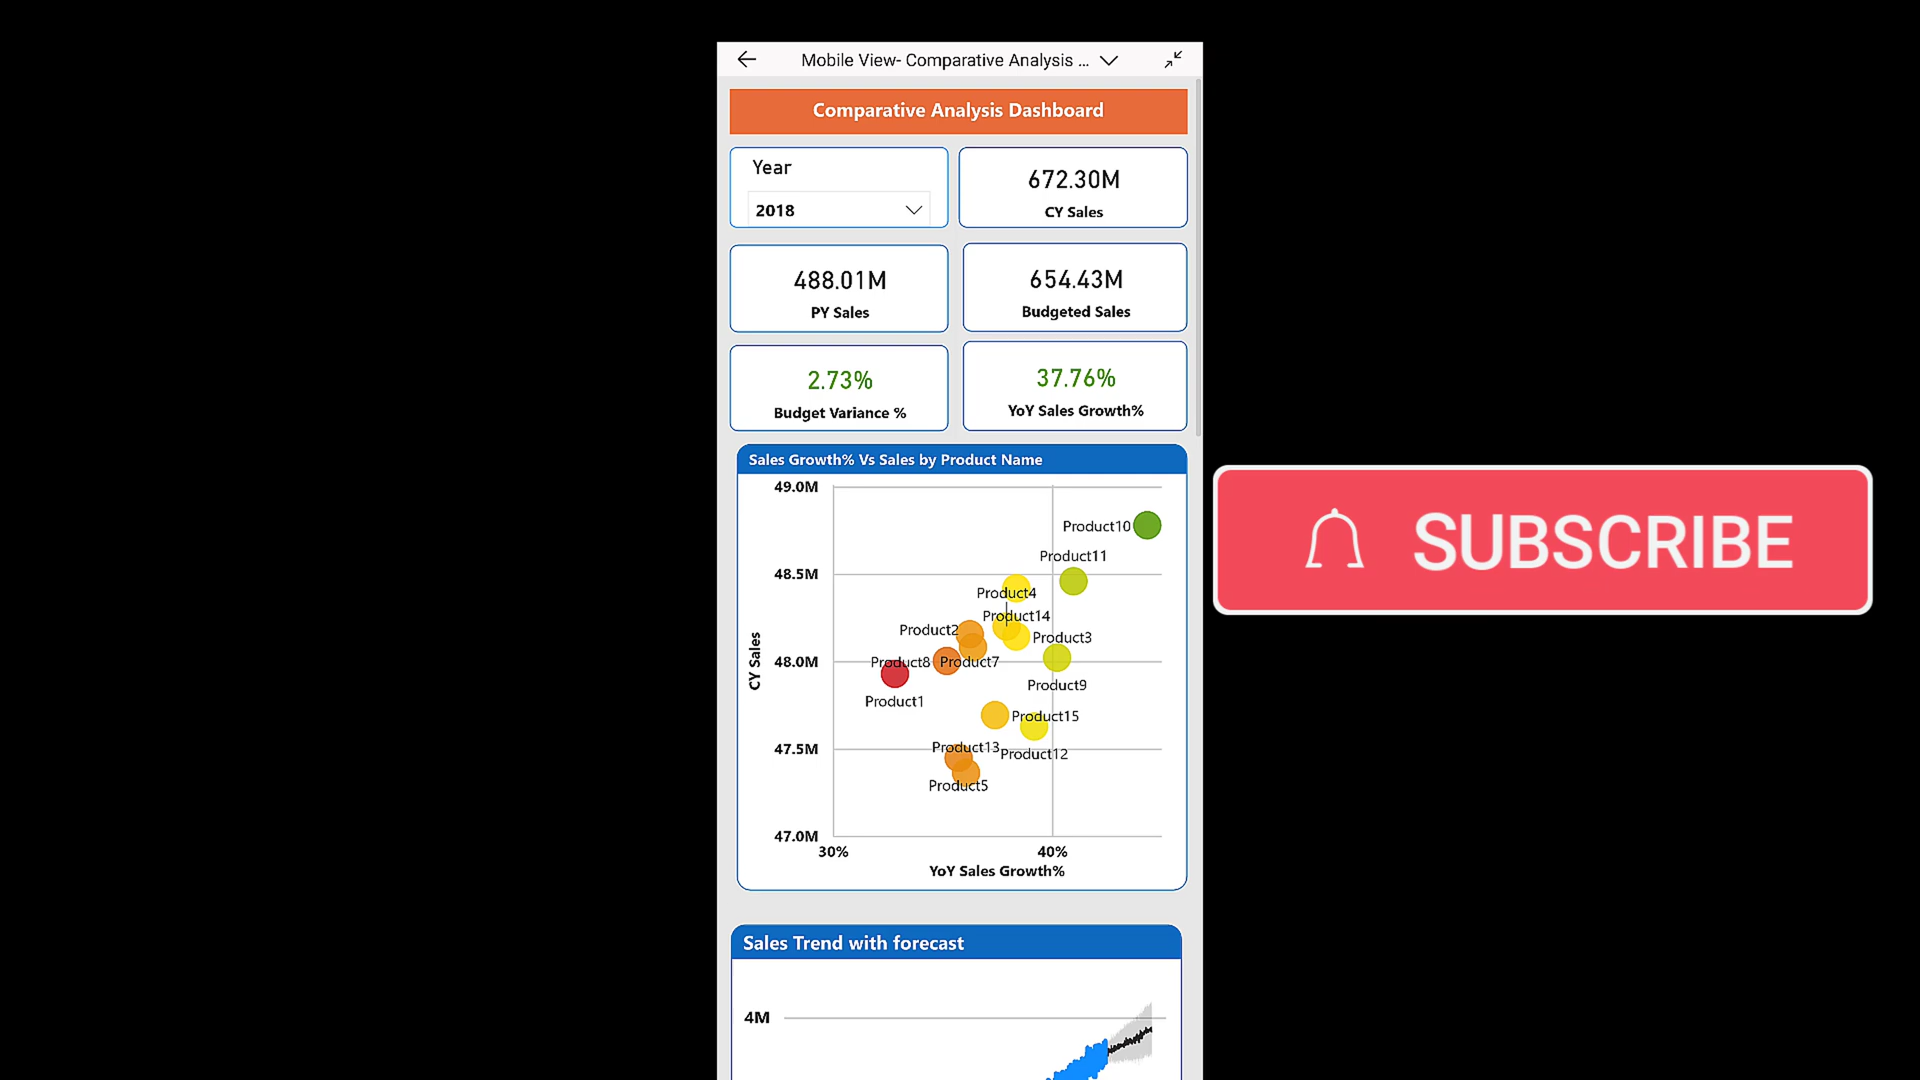 Mobile View- Comparative Analysis ...
Comparative Analysis Dashboard
Year
2018
672.30M
CY Sales
488.01M
PY Sales
654.43M
Budgeted Sales
2.73%
Budget Variance %
37.76%
YoY Sales Growth%
Sales Growth% Vs Sales by Product Name
49.0M
Product10
Product11
48.5M
Product4
Product14
Product2
Product3
CY Sales
48.0M
Product8
Product7
Product9
Product1
Product15
47.5M
Product13
Product12
Product5
47.0M
30%
40%
YoY Sales Growth%
SUBSCRIBE
Sales Trend with forecast
4M